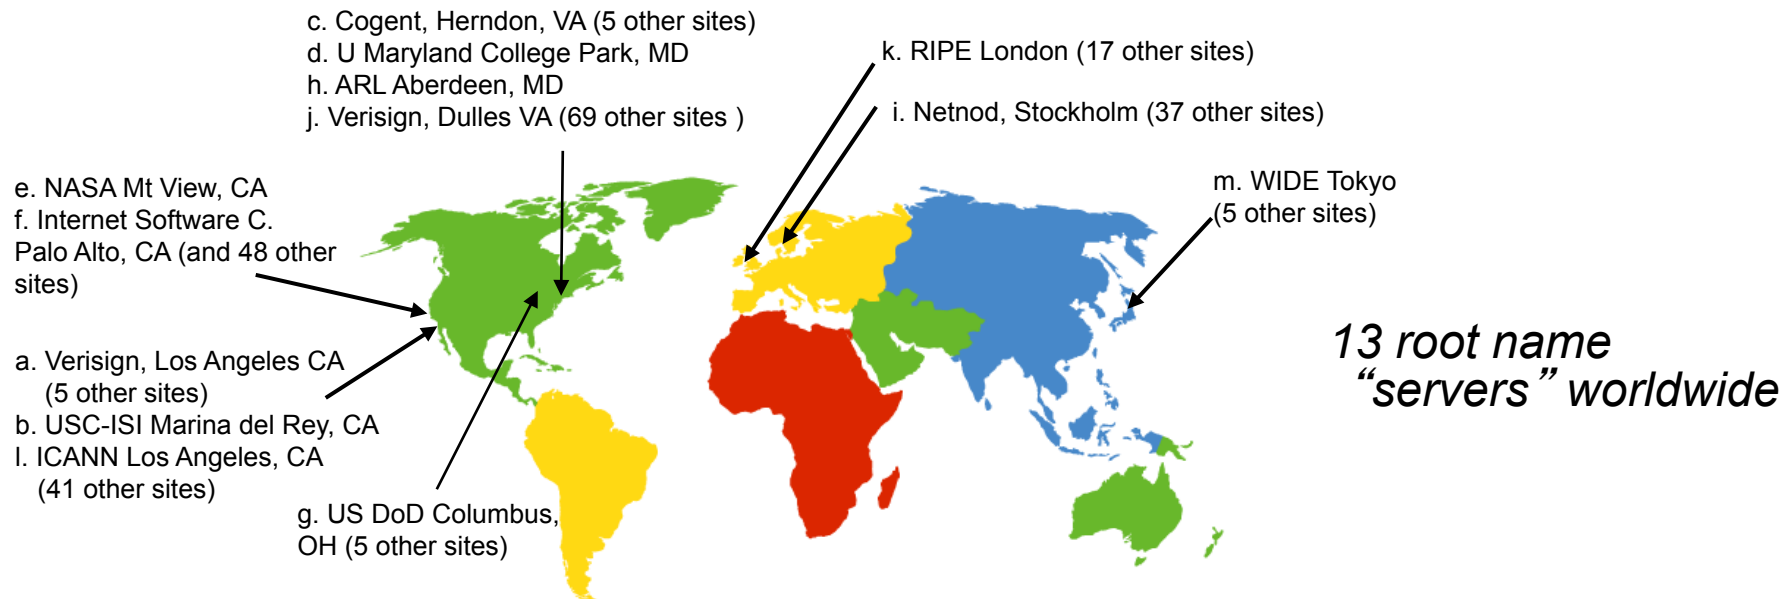 c. Cogent, Herndon, VA (5 other sites)
d. U Maryland College Park, MD
h. ARL Aberdeen, MD
j. Verisign, Dulles VA (69 other sites )
k. RIPE London (17 other sites)
i. Netnod, Stockholm (37 other sites)
m. WIDE Tokyo
(5 other sites)
e. NASA Mt View, CA
f. Internet Software C.
Palo Alto, CA (and 48 other
sites)
a. Verisign, Los Angeles CA
(5 other sites)
b. USC-ISI Marina del Rey, CA
l. ICANN Los Angeles, CA
(41 other sites)
g. US DoD Columbus,
OH (5 other sites)
13 root name
“servers” worldwide